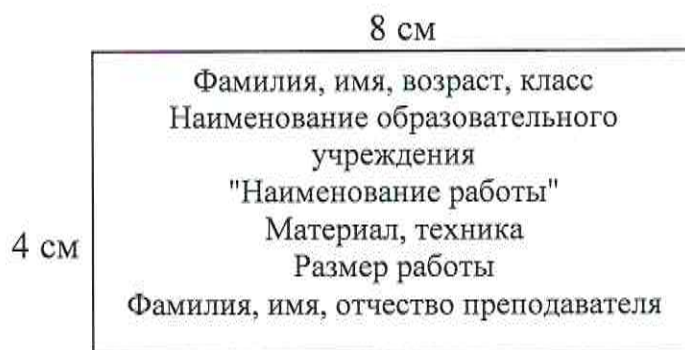 8 см
Фамилия, имя, возраст, класс
Наименование образовательного
учреждения
"Наименование работы"
Материал, техника
4 см
Размер работы
Фамилия, имя, отчество преподавателя